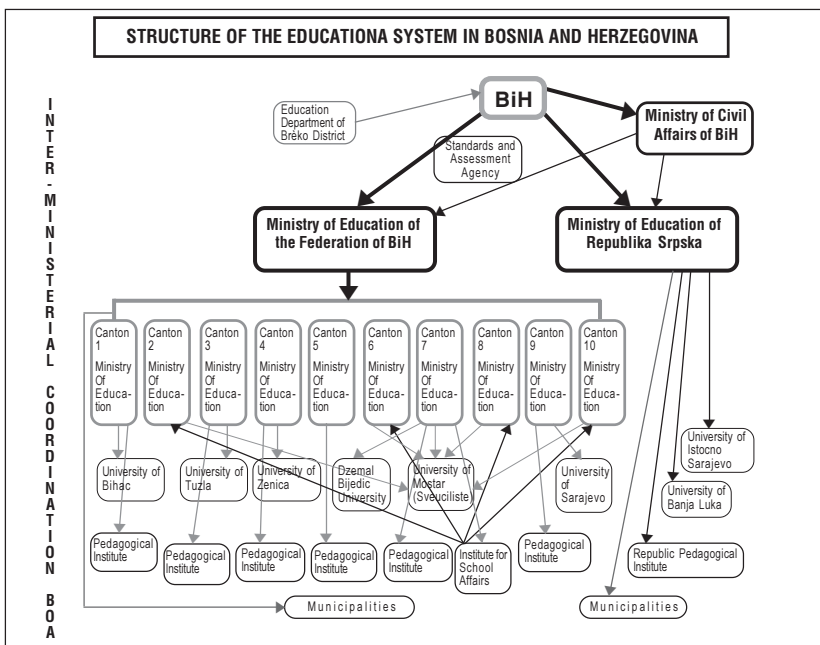 STRUCTURE OF THE EDUCATIONA SYSTEM IN BOSNIA AND HERZEGOVINA
INTER-MINISTERIAL COORDINATION BOA
BiH
Education
Department of
Brèko District
Ministry of Civil
Affairs of BiH
Standards and
Assessment
Agency
Ministry of Education of
the Federation of BiH
Ministry of Education of
Republika Srpska
Canton
1
Ministry
Of
Educa-
tion
Canton
2
Ministry
Of
Educa-
tion
Canton
3
Ministry
Of
Educa-
tion
Canton
4
Ministry
Of
Educa-
tion
Canton
5
Ministry
Of
Educa-
tion
Canton
6
Ministry
Of
Educa-
tion
Canton
7
Ministry
Of
Educa-
tion
Canton
8
Ministry
Of
Educa-
tion
Canton
9
Ministry
Of
Educa-
tion
Canton
10
Ministry
Of
Educa-
tion
University of
Bihac
University of
Tuzla
University of
Zenica
Dzemal
Bijedic
University
University of
Mostar
(Sveuciliste)
University
of
Sarajevo
University of
Istocno
Sarajevo
University of
Banja Luka
Pedagogical
Institute
Pedagogical
Institute
Pedagogical
Institute
Pedagogical
Institute
Pedagogical
Institute
Institute for
School
Affairs
Pedagogical
Institute
Republic Pedagogical
Institute
Municipalities
Municipalities